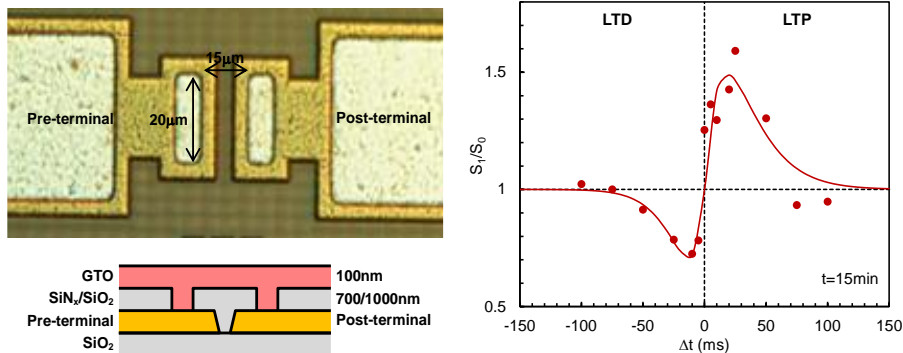 15μm
Pre-terminal
20μm
Post-terminal
GTO
100nm
SiNx/SiO2
700/1000nm
Pre-terminal
Post-terminal
SiO2
LTD
LTP
1.5
1
0.5
S1/S0
t=15min
-150 -100 -50 0 50 100 150
Δt (ms)